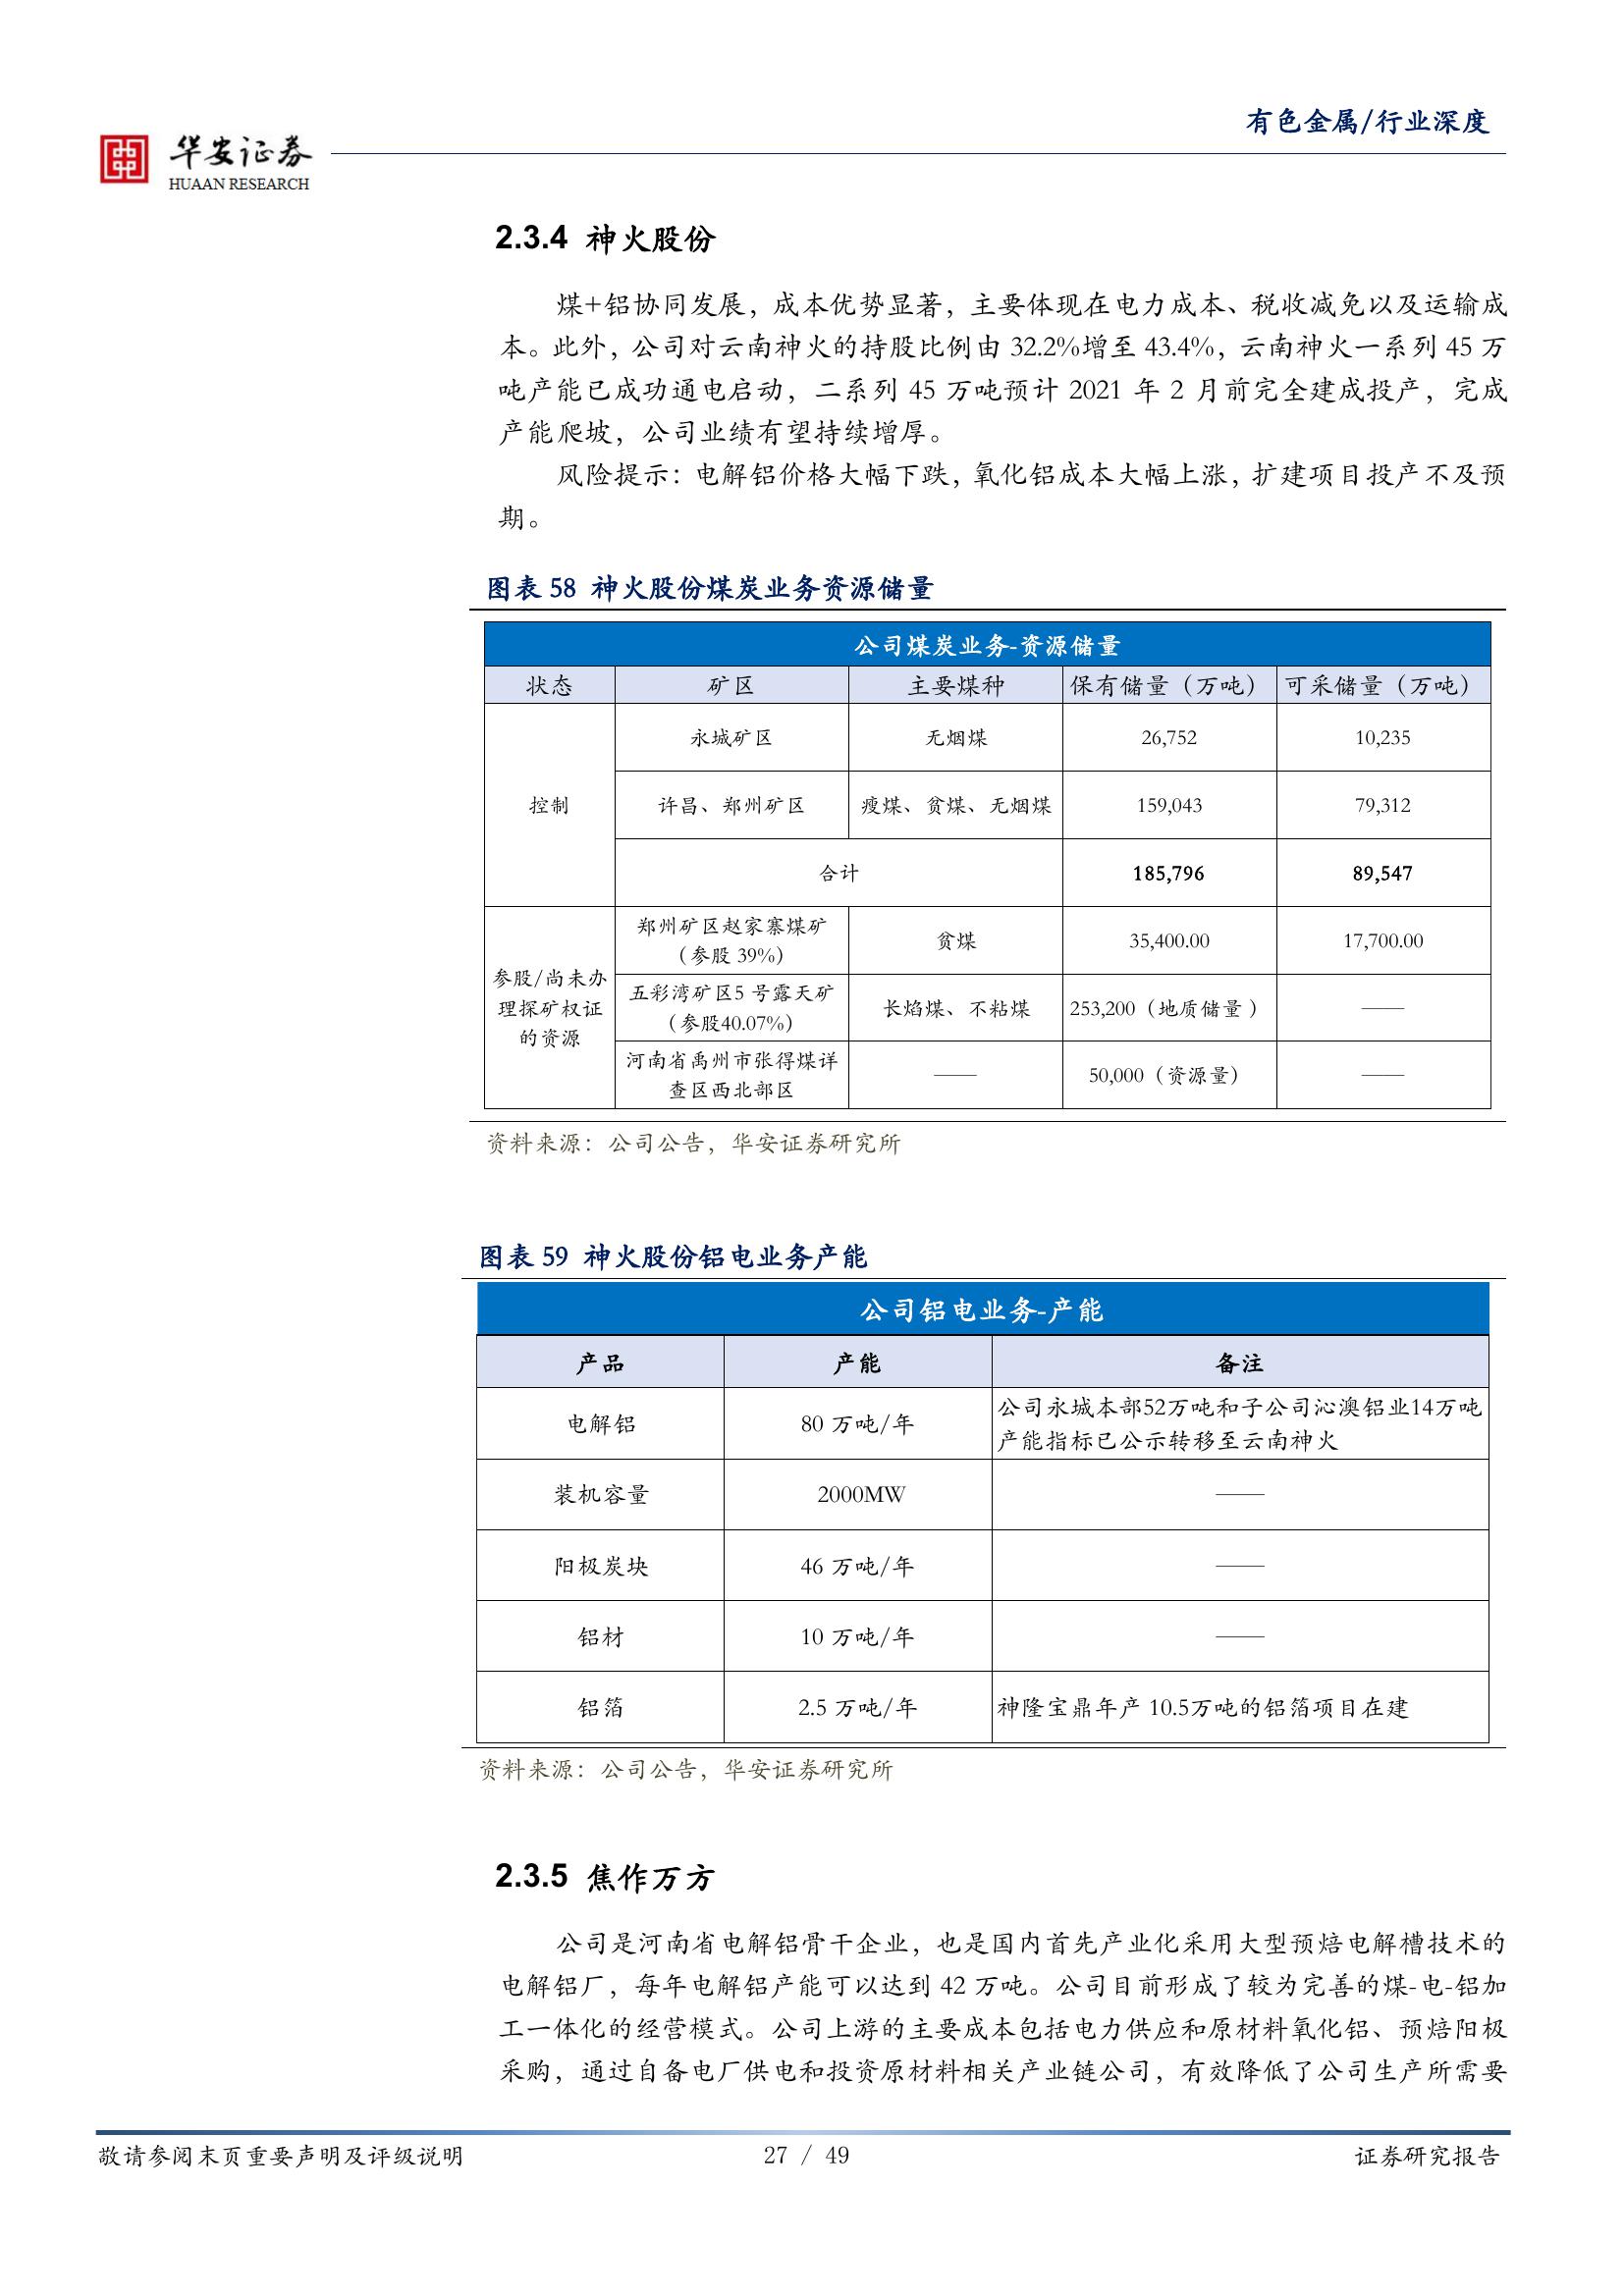 有色金属/行业深度
华安证券
HUAAN RESEARCH
2.3.4 神火股份
煤+铝协同发展，成本优势显著，主要体现在电力成本、税收减免以及运输成
本。此外，公司对云南神火的持股比例由 32.2%增至 43.4%，云南神火一系列 45 万
吨产能已成功通电启动，二系列 45 万吨预计 2021 年 2 月前完全建成投产，完成
产能爬坡，公司业绩有望持续增厚。
风险提示：电解铝价格大幅下跌，氧化铝成本大幅上涨，扩建项目投产不及预
期。
图表 58 神火股份煤炭业务资源储量
公司煤炭业务-资源储量
状态 矿区 主要煤种 保有储量（万吨） 可采储量（万吨）
永城矿区 无烟煤 26,752 10,235
控制 许昌、郑州矿区 瘦煤、贫煤、无烟煤 159,043 79,312
合计 185,796 89,547
郑州矿区赵家寨煤矿
（参股 39%） 贫煤 35,400.00 17,700.00
参股/尚未办
理探矿权证
的资源
五彩湾矿区5 号露天矿
（参股40.07%） 长焰煤、不粘煤 253,200（地质储量 ） ——
河南省禹州市张得煤详
查区西北部区 —— 50,000（资源量） ——
资料来源：公司公告，华安证券研究所
图表 59 神火股份铝电业务产能
公司铝电业务-产能
产品 产能 备注
电解铝 80 万吨/年 公司永城本部52万吨和子公司沁澳铝业14万吨
产能指标已公示转移至云南神火
装机容量 2000MW ——
阳极炭块 46 万吨/年 ——
铝材 10 万吨/年 ——
铝箔 2.5 万吨/年 神隆宝鼎年产 10.5万吨的铝箔项目在建
资料来源：公司公告，华安证券研究所
2.3.5 焦作万方
公司是河南省电解铝骨干企业，也是国内首先产业化采用大型预焙电解槽技术的
电解铝厂，每年电解铝产能可以达到 42 万吨。公司目前形成了较为完善的煤-电-铝加
工一体化的经营模式。公司上游的主要成本包括电力供应和原材料氧化铝、预焙阳极
采购，通过自备电厂供电和投资原材料相关产业链公司，有效降低了公司生产所需要
敬请参阅末页重要声明及评级说明 27 / 49 证券研究报告